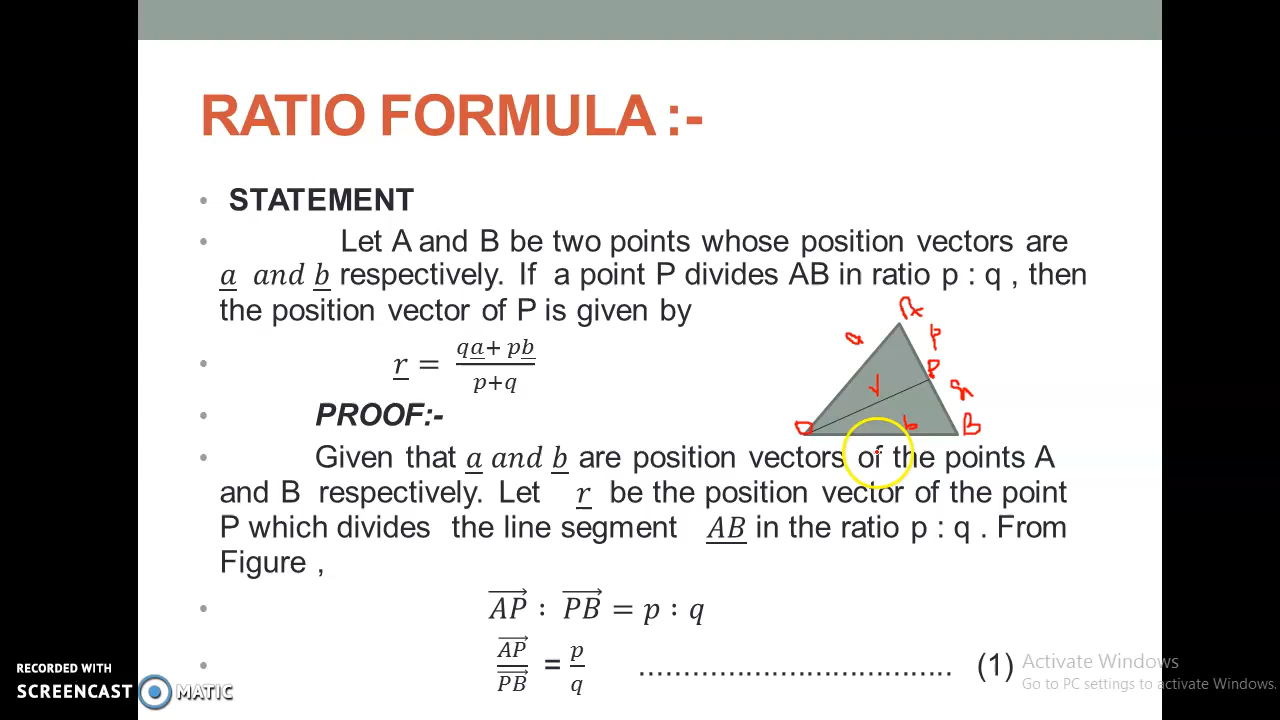 RATIO FORMULA :-
• STATEMENT
• Let A and B be two points whose position vectors are
a and b respectively. If a point P divides AB in ratio p : q , then
the position vector of P is given by
A
a
p
• r = qa+ pb / p+q
P
q
O
b
B
• PROOF:-
• Given that a and b are position vectors of the points A
and B respectively. Let r be the position vector of the point
P which divides the line segment AB in the ratio p : q . From
Figure ,
• AP : PB = p : q
• AP / PB = p / q ................................... (1)
Activate Windows
Go to PC settings to activate Windows.
RECORDED WITH
SCREENCAST MATIC